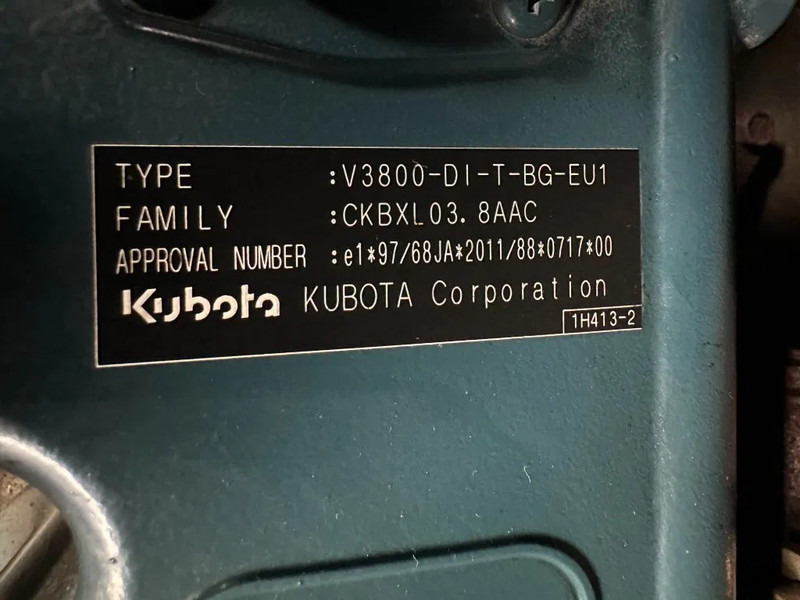 TYPE :V3800-DI-T-BG-EU1
FAMILY :CKBXL03.8AAC
APPROVAL NUMBER :e1*97/68JA*2011/88*0717*00
Kubota KUBOTA Corporation
1H413-2